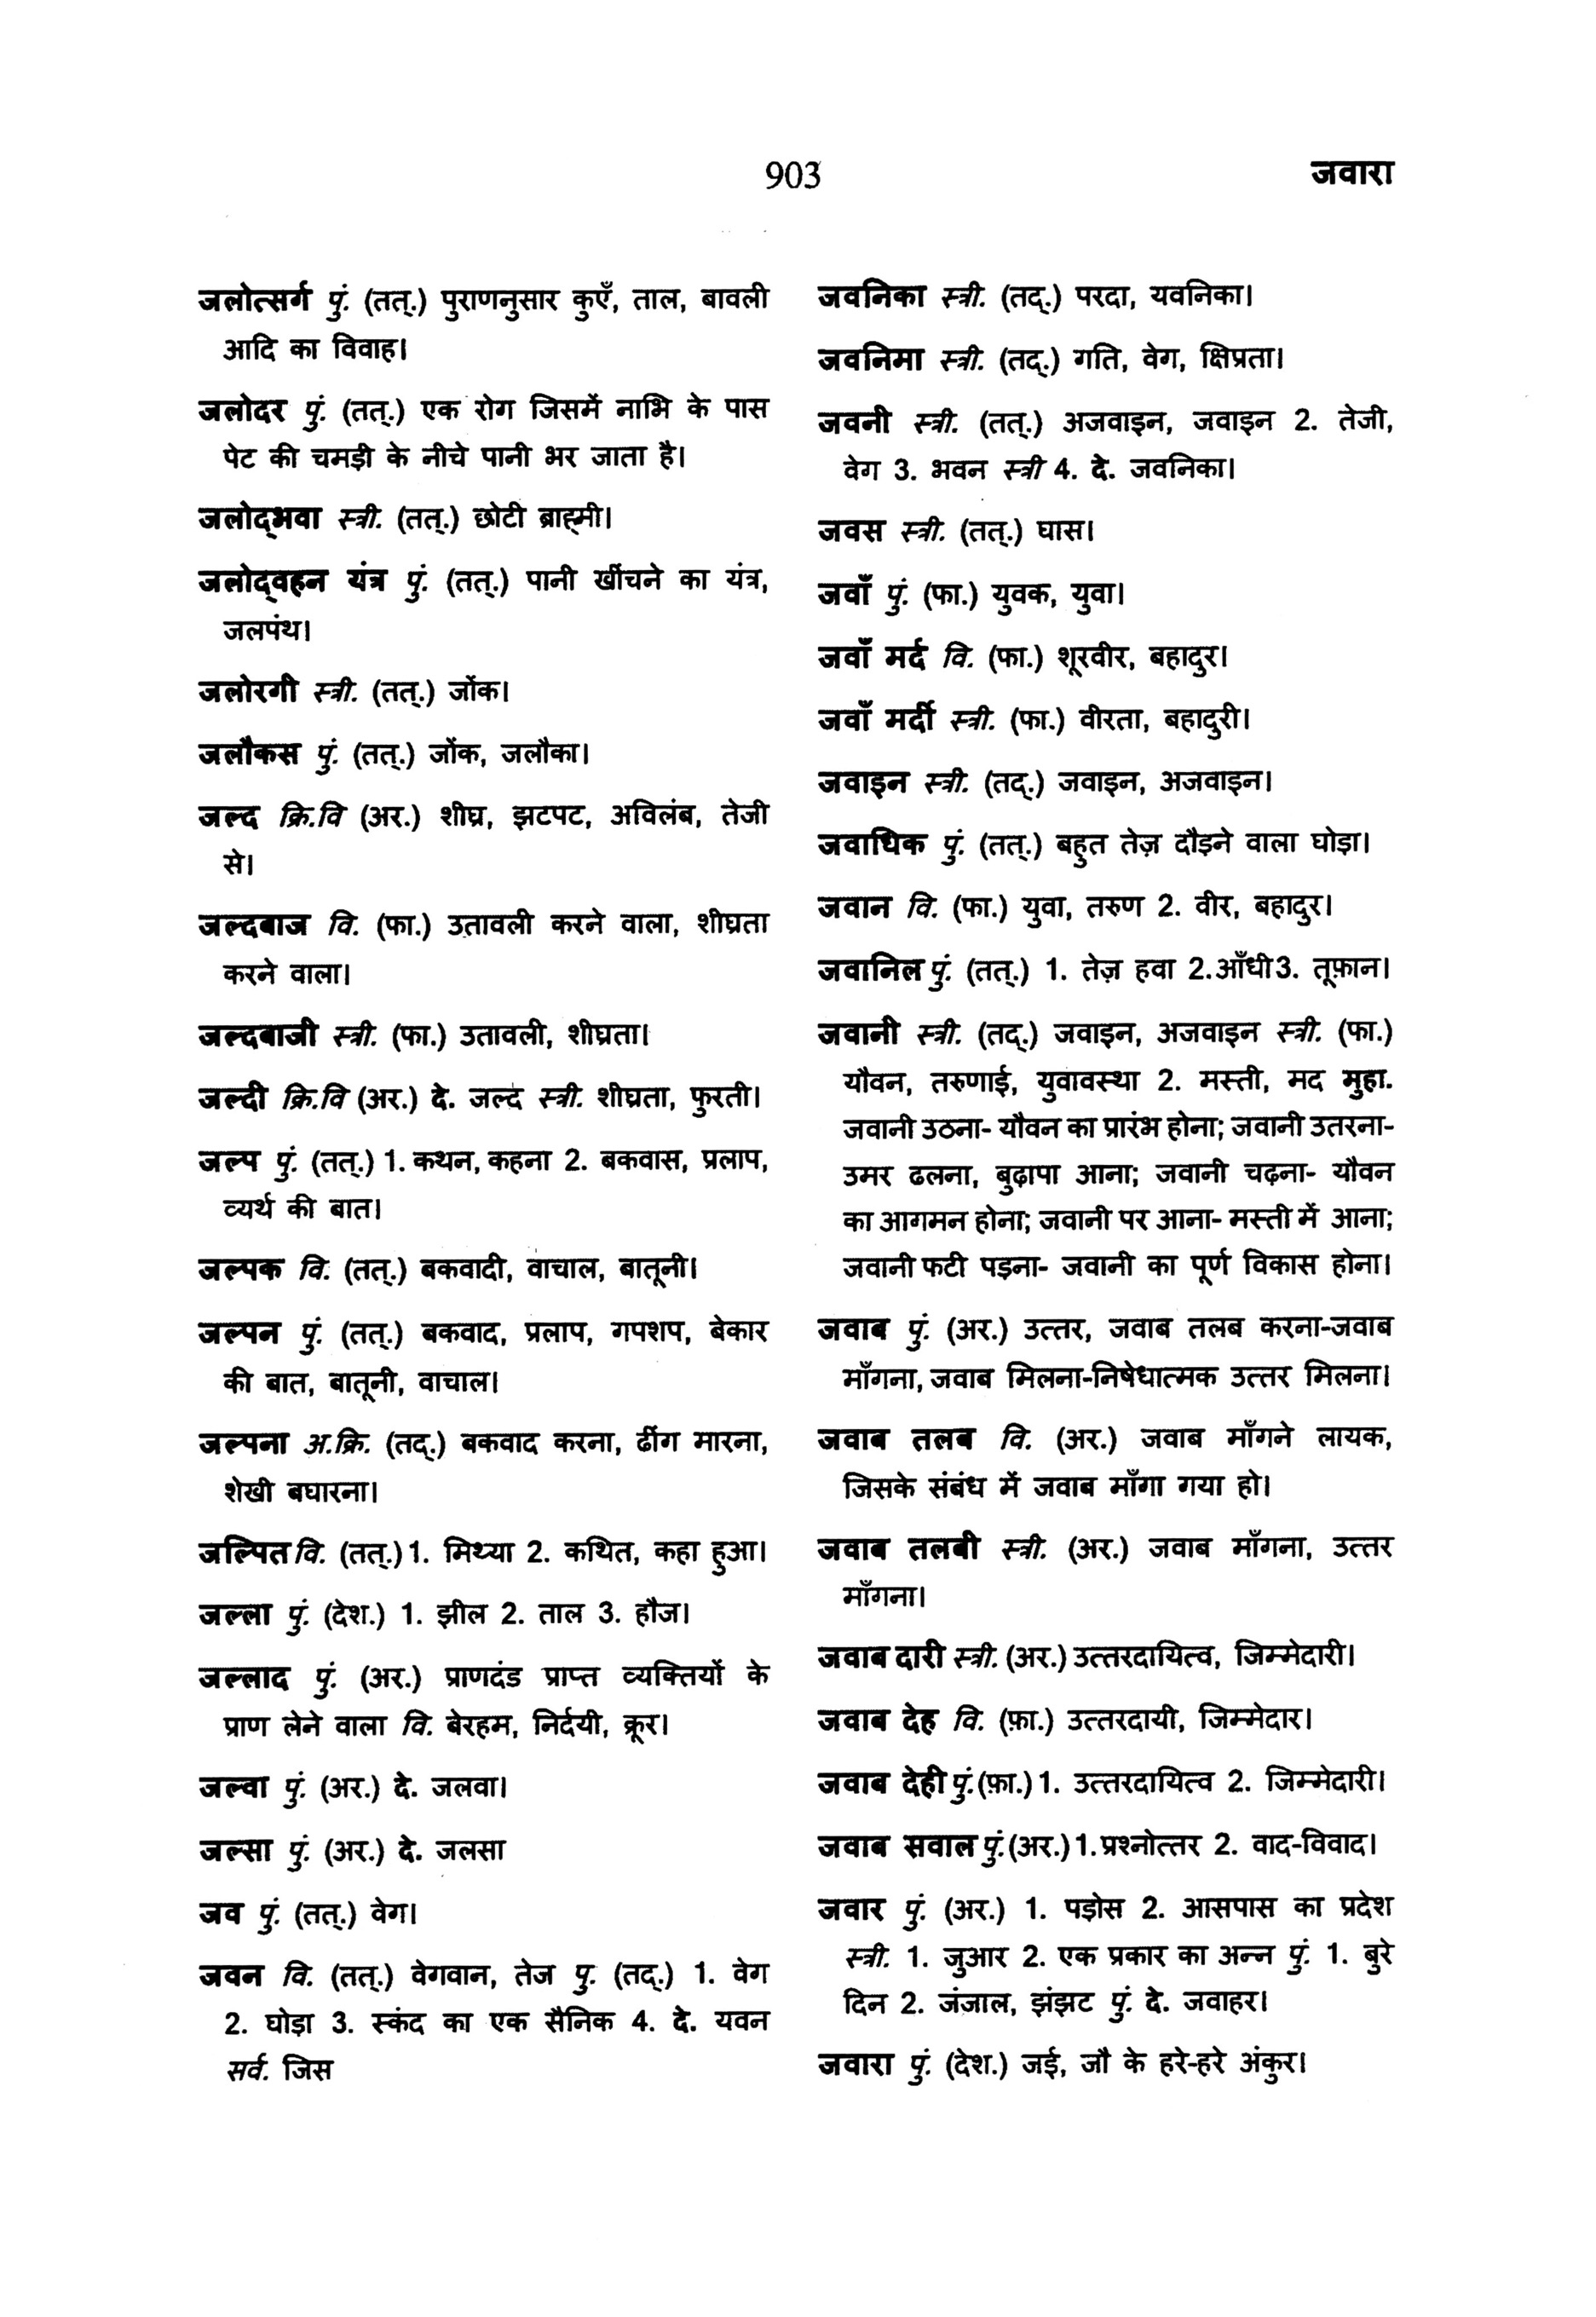 903
जवारा
जलोत्सर्ग पुं. (तत्.) पुराणनुसार कुएँ, ताल, बावली
आदि का विवाह।
जलोदर पुं. (तत्.) एक रोग जिसमें नाभि के पास
पेट की चमड़ी के नीचे पानी भर जाता है।
जलोद्भवा स्त्री. (तत्.) छोटी ब्राह्मी।
जलोद्वहन यंत्र पुं. (तत्.) पानी खींचने का यंत्र,
जलपंथ।
जलोरगी स्त्री. (तत्.) जोंक।
जलौकस पुं. (तत्.) जोंक, जलौका।
जल्द क्रि.वि (अर.) शीघ्र, झटपट, अविलंब, तेजी
से।
जल्दबाज वि. (फा.) उतावली करने वाला, शीघ्रता
करने वाला।
जल्दबाजी स्त्री. (फा.) उतावली, शीघ्रता।
जल्दी क्रि.वि (अर.) दे. जल्द स्त्री. शीघ्रता, फुरती।
जल्प पुं. (तत्.) 1. कथन, कहना 2. बकवास, प्रलाप,
व्यर्थ की बात।
जल्पक वि. (तत्.) बकवादी, वाचाल, बातूनी।
जल्पन पुं. (तत्.) बकवाद, प्रलाप, गपशप, बेकार
की बात, बातूनी, वाचाल।
जल्पना अ.क्रि. (तद्.) बकवाद करना, ढींग मारना,
शेखी बघारना।
जल्पित वि. (तत्.) 1. मिथ्या 2. कथित, कहा हुआ।
जल्ला पुं. (देश.) 1. झील 2. ताल 3. हौज।
जल्लाद पुं. (अर.) प्राणदंड प्राप्त व्यक्तियों के
प्राण लेने वाला वि. बेरहम, निर्दयी, क्रूर।
जल्वा पुं. (अर.) दे. जलवा।
जल्सा पुं. (अर.) दे. जलसा
जव पुं. (तत्.) वेग।
जवन वि. (तत्.) वेगवान, तेज पु. (तद्.) 1. वेग
2. घोड़ा 3. स्कंद का एक सैनिक 4. दे. यवन
सर्व. जिस
जवनिका स्त्री. (तद्.) परदा, यवनिका।
जवनिमा स्त्री. (तद्.) गति, वेग, क्षिप्रता।
जवनी स्त्री. (तत्.) अजवाइन, जवाइन 2. तेजी,
वेग 3. भवन स्त्री 4. दे. जवनिका।
जवस स्त्री. (तत्.) घास।
जवाँ पुं. (फा.) युवक, युवा।
जवाँ मर्द वि. (फा.) शूरवीर, बहादुर।
जवाँ मर्दी स्त्री. (फा.) वीरता, बहादुरी।
जवाइन स्त्री. (तद्.) जवाइन, अजवाइन।
जवाधिक पुं. (तत्.) बहुत तेज़ दौड़ने वाला घोड़ा।
जवान वि. (फा.) युवा, तरुण 2. वीर, बहादुर।
जवानिल पुं. (तत्.) 1. तेज़ हवा 2.आँधी3. तूफ़ान।
जवानी स्त्री. (तद्.) जवाइन, अजवाइन स्त्री. (फा.)
यौवन, तरुणाई, युवावस्था 2. मस्ती, मद मुहा.
जवानी उठना- यौवन का प्रारंभ होना; जवानी उतरना-
उमर ढलना, बुढ़ापा आना; जवानी चढ़ना- यौवन
का आगमन होना; जवानी पर आना- मस्ती में आना;
जवानी फटी पड़ना- जवानी का पूर्ण विकास होना।
जवाब पुं. (अर.) उत्तर, जवाब तलब करना-जवाब
माँगना, जवाब मिलना-निषेधात्मक उत्तर मिलना।
जवाब तलब वि. (अर.) जवाब माँगने लायक,
जिसके संबंध में जवाब माँगा गया हो।
जवाब तलबी स्त्री. (अर.) जवाब माँगना, उत्तर
माँगना।
जवाब दारी स्त्री. (अर.) उत्तरदायित्व, जिम्मेदारी।
जवाब देह वि. (फ़ा.) उत्तरदायी, जिम्मेदार।
जवाब देही पुं. (फ़ा.) 1. उत्तरदायित्व 2. जिम्मेदारी।
जवाब सवाल पुं. (अर.) 1. प्रश्नोत्तर 2. वाद-विवाद।
जवार पुं. (अर.) 1. पड़ोस 2. आसपास का प्रदेश
स्त्री. 1. जुआर 2. एक प्रकार का अन्न पुं. 1. बुरे
दिन 2. जंजाल, झंझट पुं. दे. जवाहर।
जवारा पुं. (देश.) जई, जौ के हरे-हरे अंकुर।